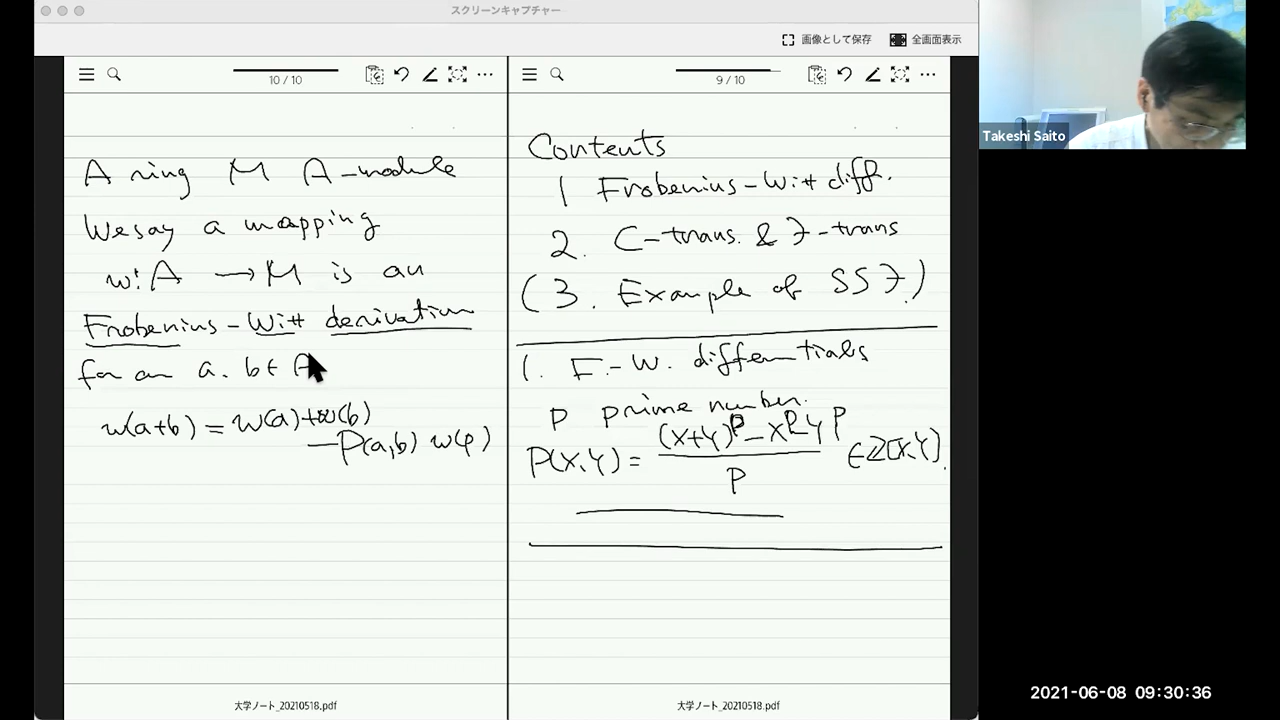 スクリーンキャプチャー
画像として保存 全画面表示
10 / 10
A ring M A-module
We say a mapping
w: A → M is an
Frobenius-Witt derivation
for an a. b ∈ A
w(a+b) = w(a)+w(b)
−P(a,b) w(p)
大学ノート_20210518.pdf
9 / 10
Contents
1 Frobenius-Witt diff.
2. C-trans. & F-trans
(3. Example of SSF.)
1. F.-W. differentials
p prime number.
P(X,Y) = \frac{(X+Y)^p - X^p - Y^p}{p} ∈ ℤ[X,Y].
大学ノート_20210518.pdf
Takeshi Saito
2021-06-08 09:30:36